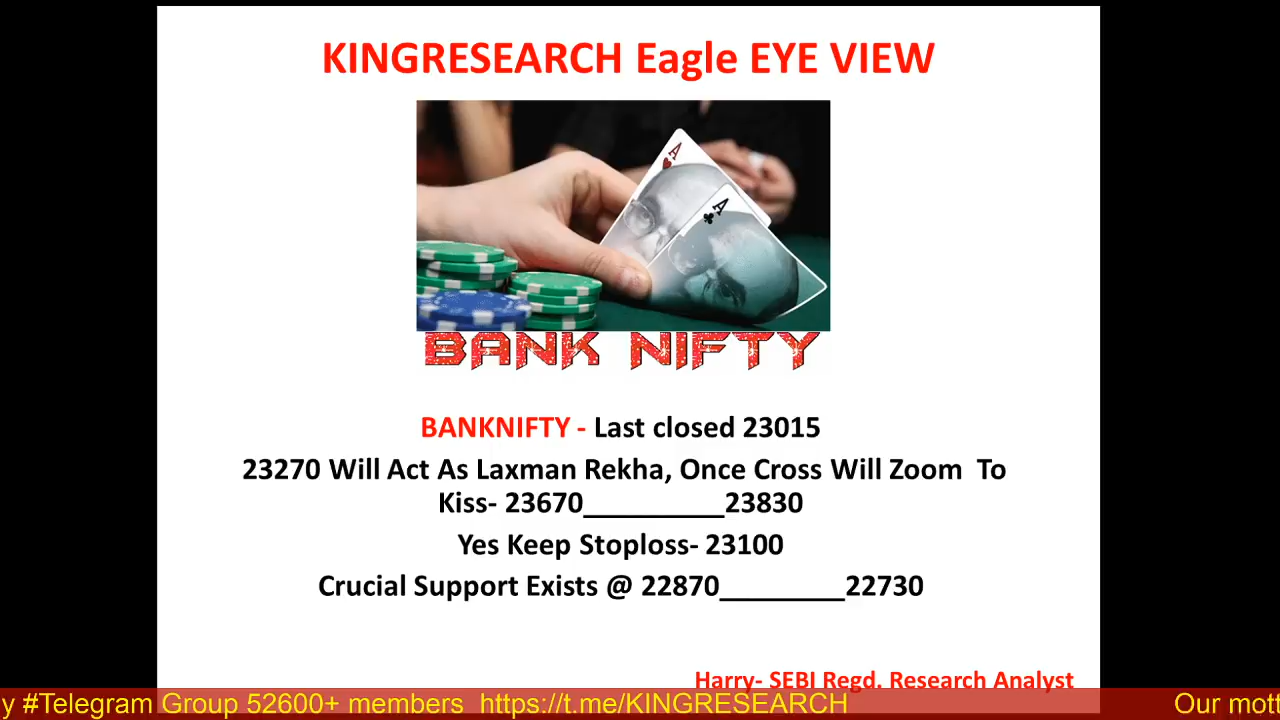 KINGRESEARCH Eagle EYE VIEW
A
A
BANK NIFTY
BANKNIFTY - Last closed 23015
23270 Will Act As Laxman Rekha, Once Cross Will Zoom To
Kiss- 23670_________23830
Yes Keep Stoploss- 23100
Crucial Support Exists @ 22870________22730
Harry- SEBI Regd. Research Analyst
y #Telegram Group 52600+ members https://t.me/KINGRESEARCH Our mott